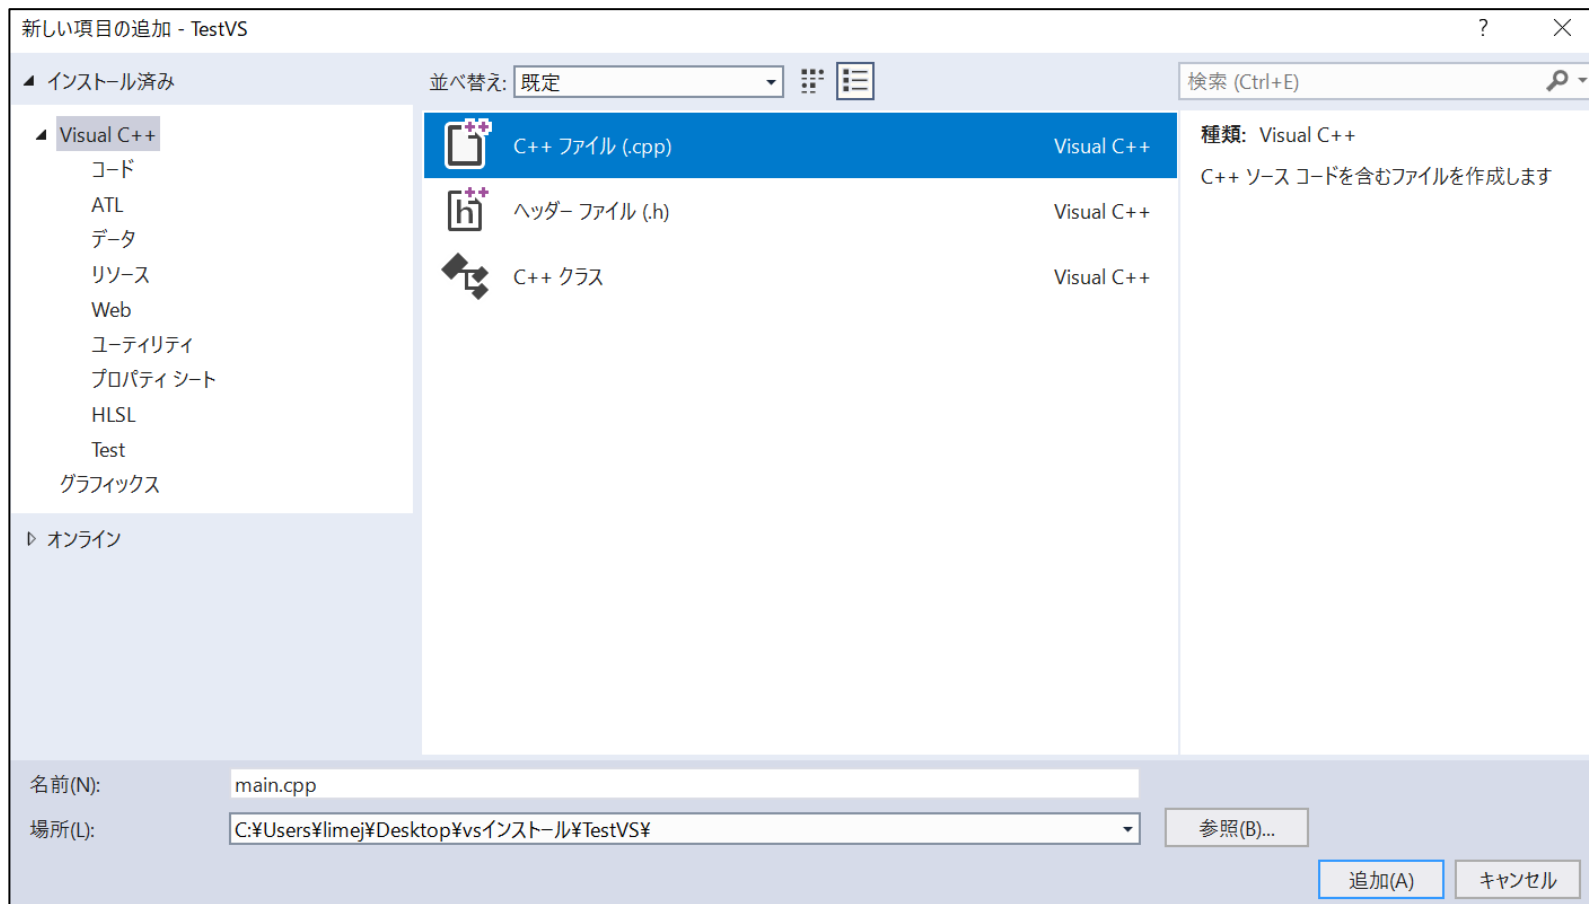 新しい項目の追加 - TestVS
?
インストール済み
並べ替え: 既定
検索 (Ctrl+E)
Visual C++
コード
ATL
データ
リソース
Web
ユーティリティ
プロパティ シート
HLSL
Test
グラフィックス
オンライン
C++ ファイル (.cpp) Visual C++
ヘッダー ファイル (.h) Visual C++
C++ クラス Visual C++
種類: Visual C++
C++ ソース コードを含むファイルを作成します
名前(N): main.cpp
場所(L): C:¥Users¥limej¥Desktop¥vsインストール¥TestVS¥
参照(B)...
追加(A) キャンセル